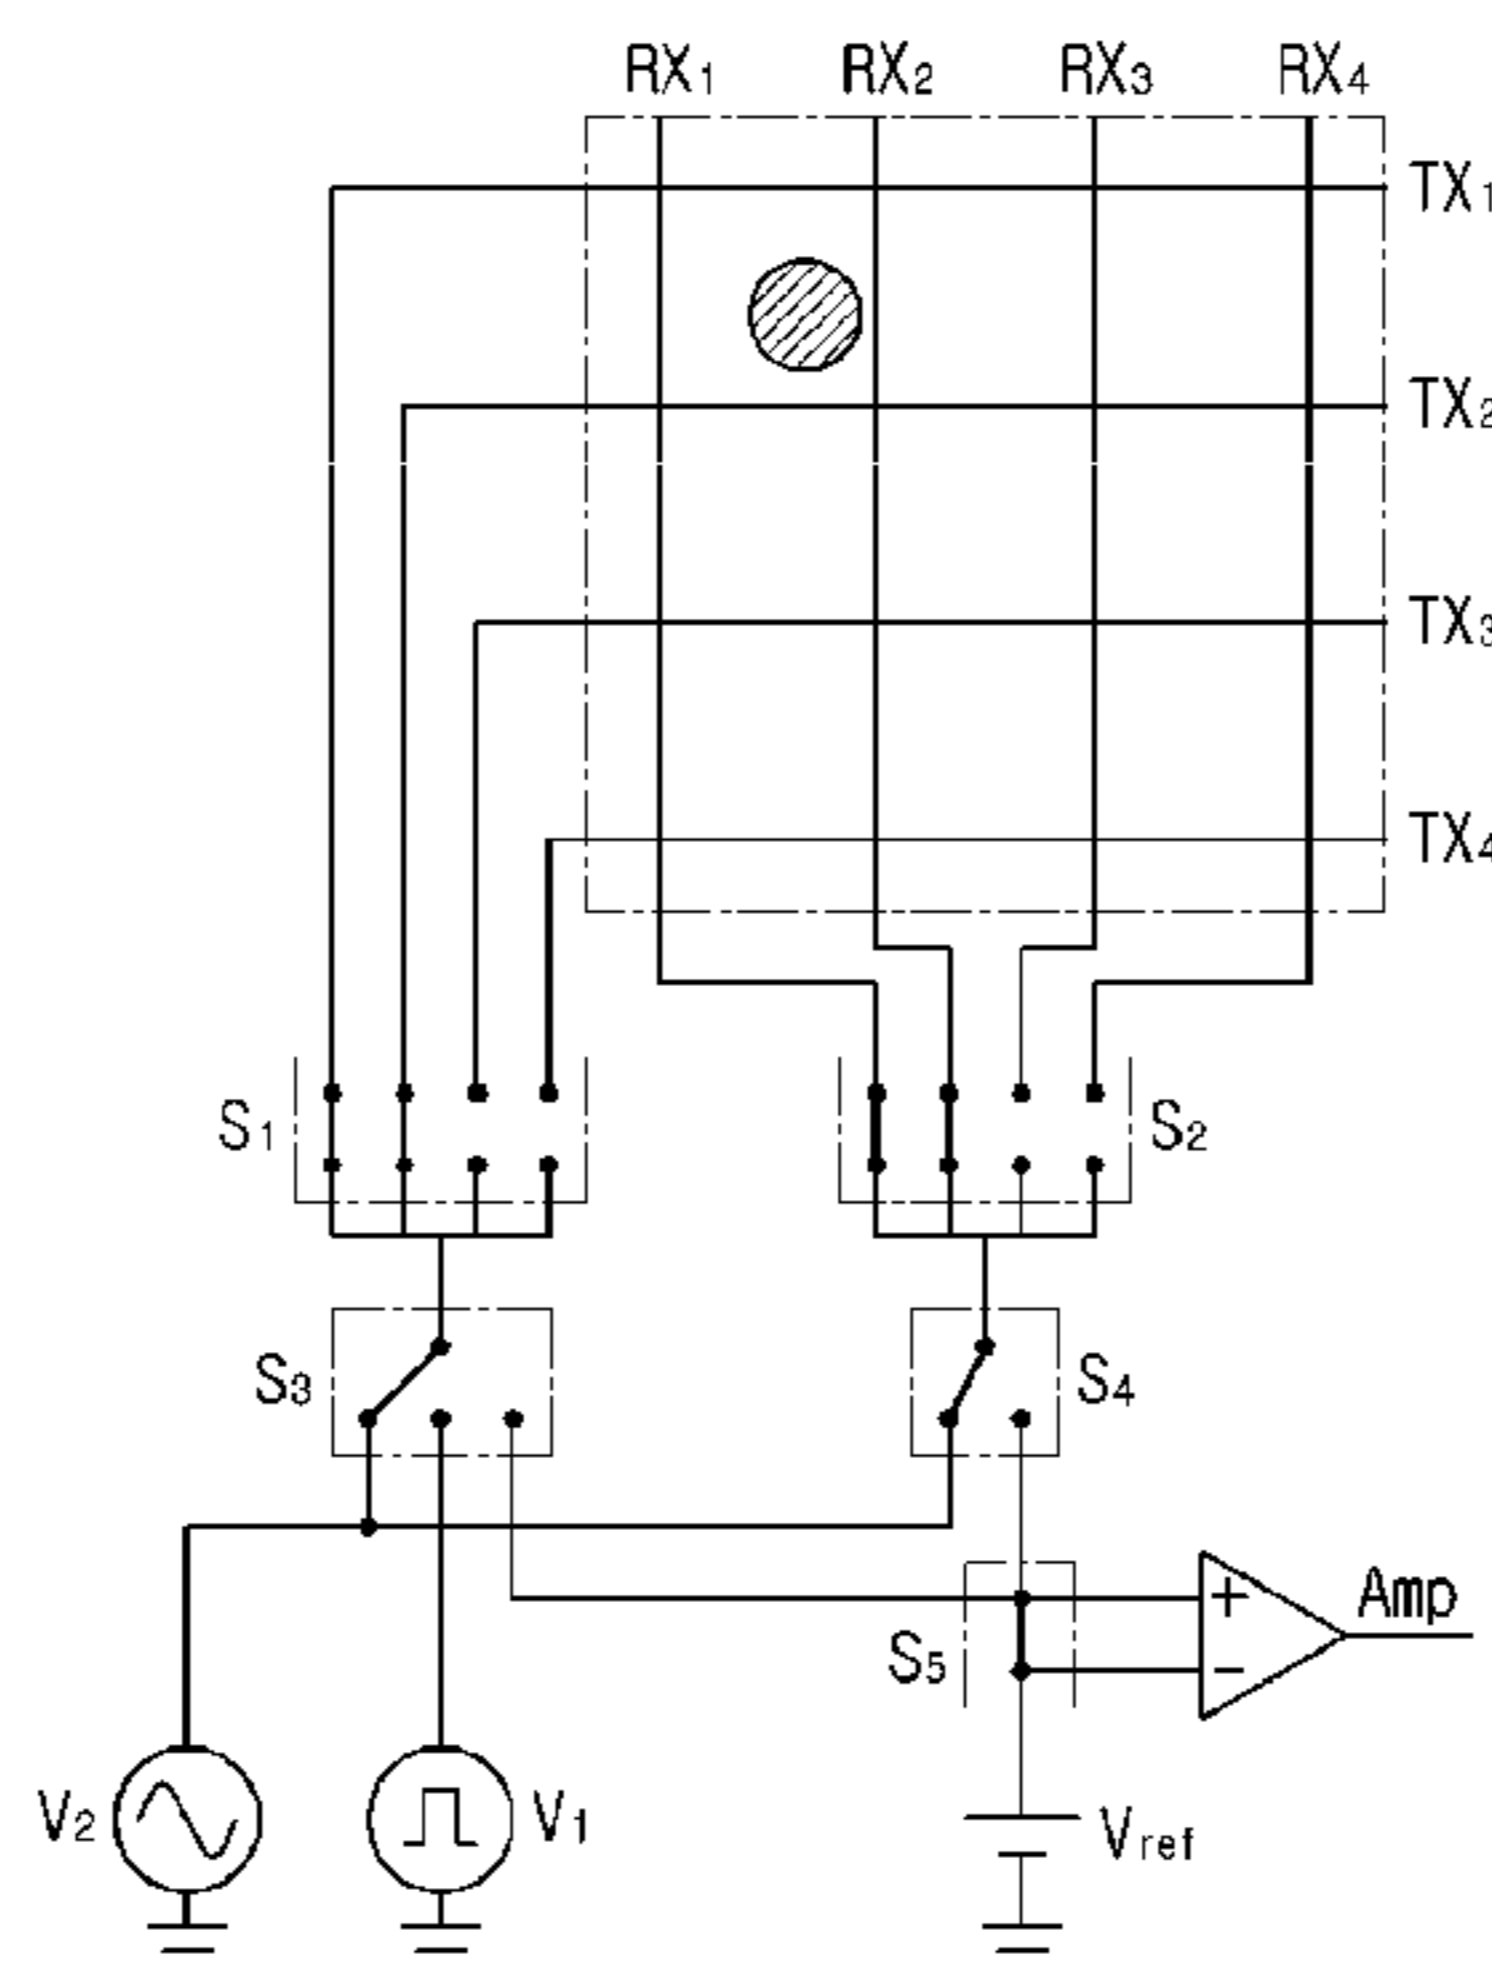 RX1 RX2 RX3 RX4
TX1
TX2
TX3
TX4
S1
S2
S3
S4
S5
+
−
Amp
V2
V1
Vref